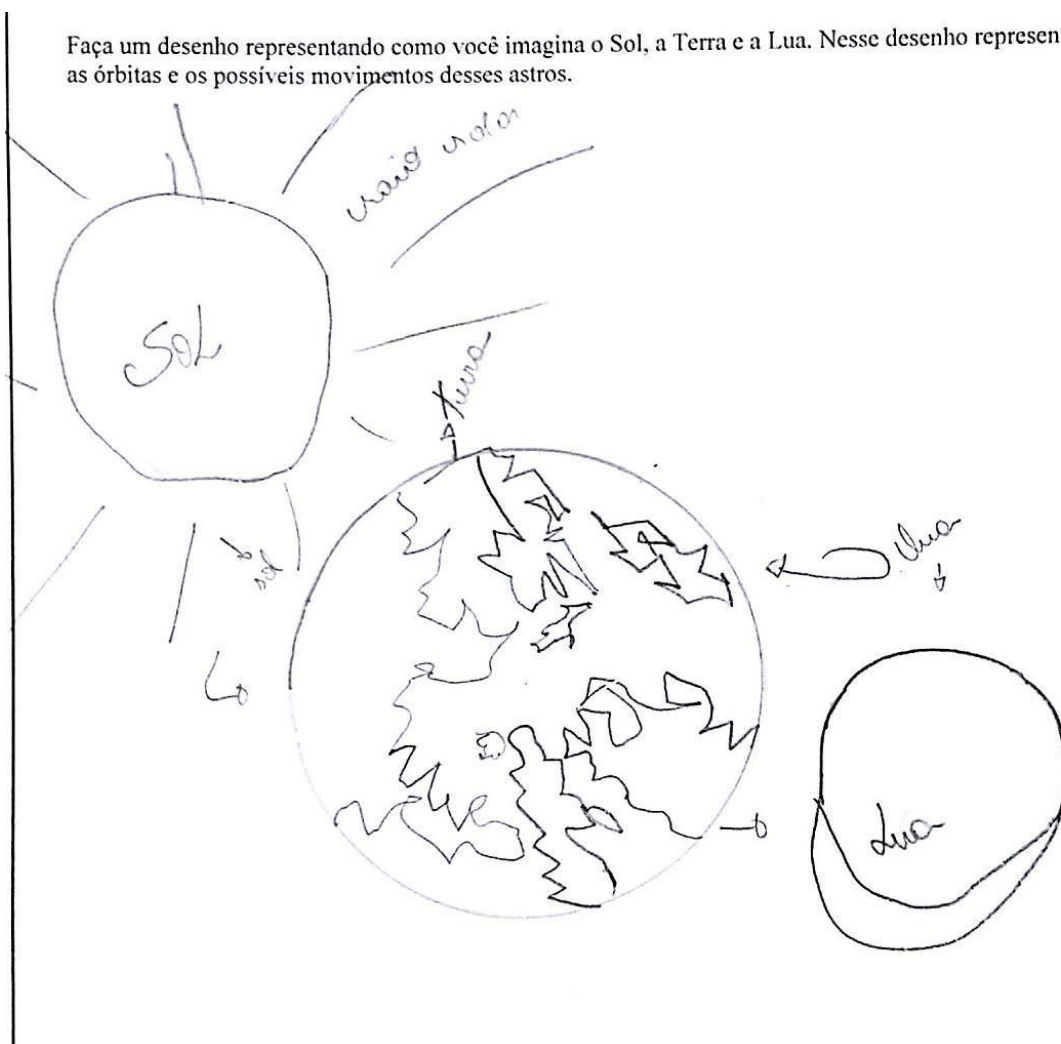 Faça um desenho representando como você imagina o Sol, a Terra e a Lua. Nesse desenho represen
as órbitas e os possíveis movimentos desses astros.
raio solar
Sol
Terra
sol
Lua
Lua